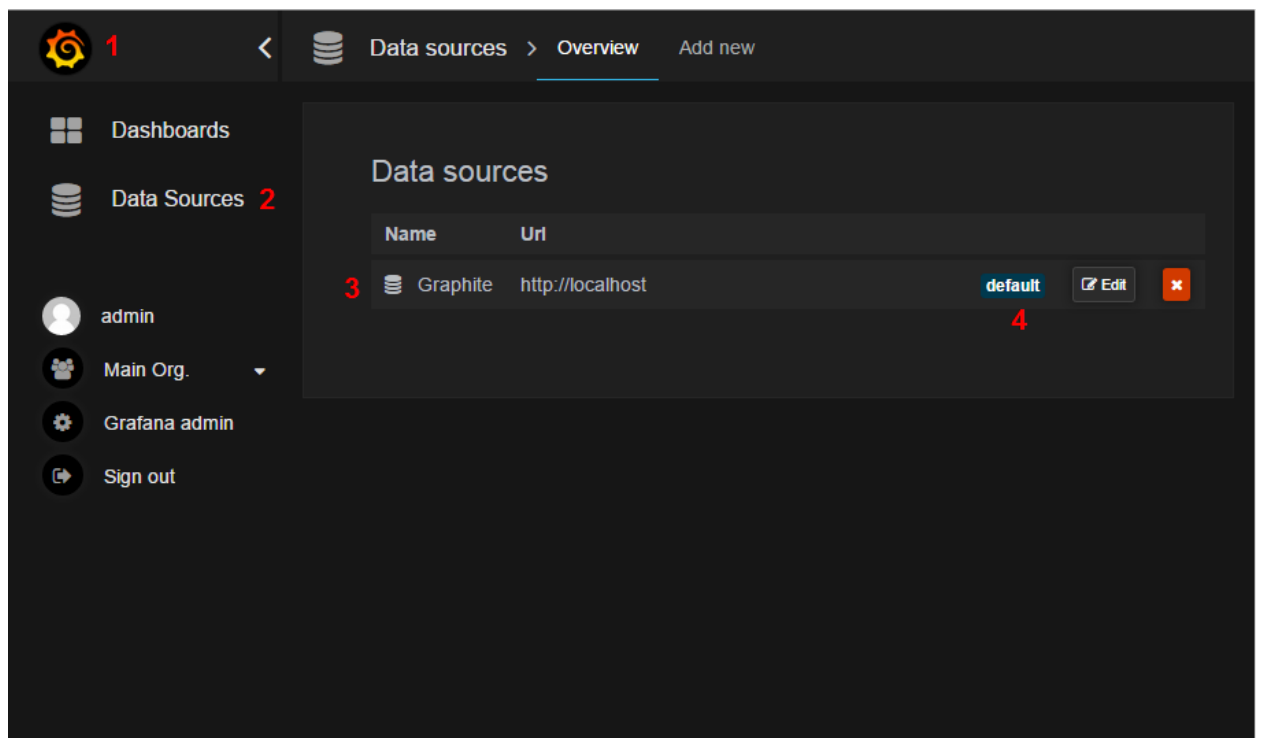 1
Data sources > Overview Add new
Dashboards
Data Sources 2
admin
Main Org.
Grafana admin
Sign out
Data sources
Name Url
3 Graphite http://localhost default Edit
4